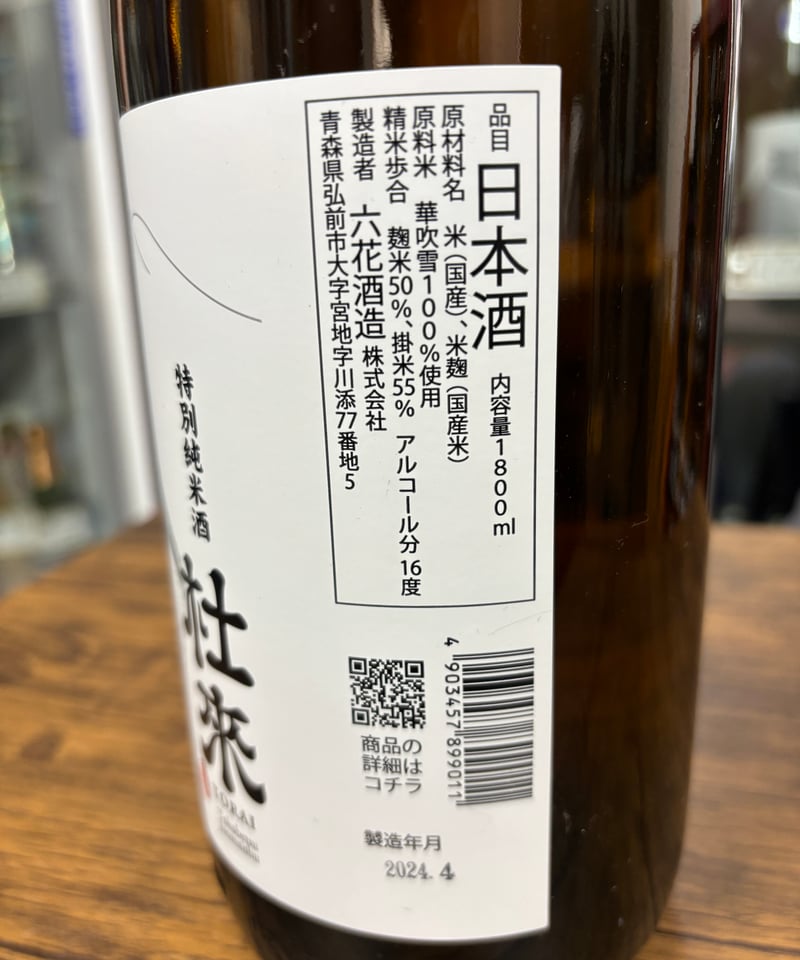 品目 日本酒 内容量1800ml
原材料名 米(国産)、米麹(国産米)
原料米 華吹雪100%使用
精米歩合 麹米50%、掛米55% アルコール分 16度
製造者 六花酒造 株式会社
青森県弘前市大字宮地字川添77番地5
特別純米酒
杜來
TORAI
4 903457 899011
商品の
詳細は
コチラ
製造年月
2024. 4